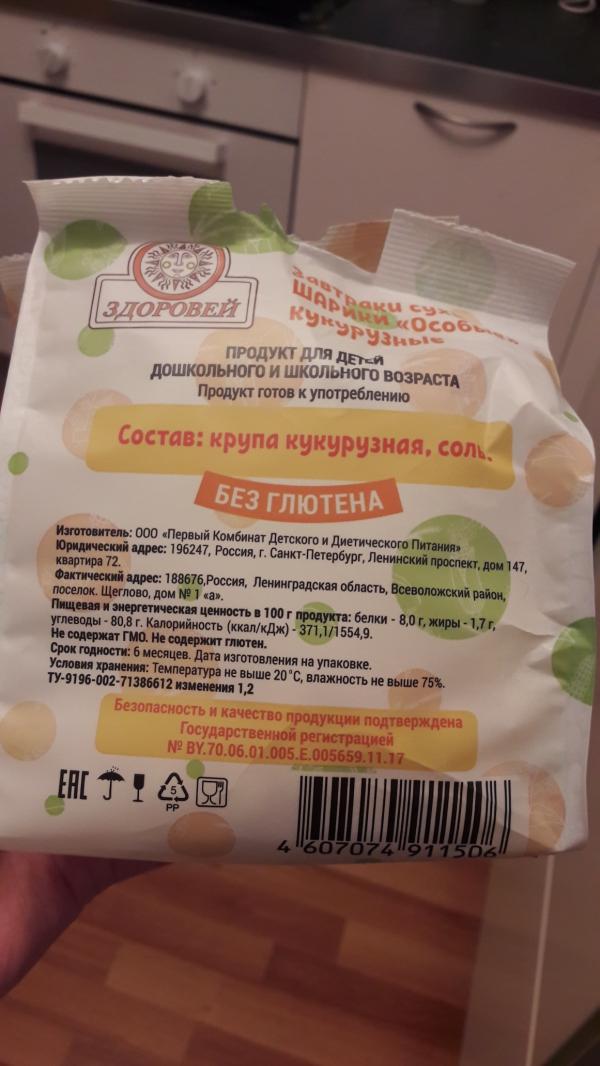 ЗДОРОВЕЙ
Завтраки сухие
ШАРИКИ «Особые»
кукурузные
ПРОДУКТ ДЛЯ ДЕТЕЙ
ДОШКОЛЬНОГО И ШКОЛЬНОГО ВОЗРАСТА
Продукт готов к употреблению
Состав: крупа кукурузная, соль.
БЕЗ ГЛЮТЕНА
Изготовитель: ООО «Первый Комбинат Детского и Диетического Питания»
Юридический адрес: 196247, Россия, г. Санкт-Петербург, Ленинский проспект, дом 147,
квартира 72.
Фактический адрес: 188676,Россия, Ленинградская область, Всеволожский район,
поселок. Щеглово, дом № 1 «а».
Пищевая и энергетическая ценность в 100 г продукта: белки - 8,0 г, жиры - 1,7 г,
углеводы - 80,8 г. Калорийность (ккал/кДж) - 371,1/1554,9.
Не содержат ГМО. Не содержит глютен.
Срок годности: 6 месяцев. Дата изготовления на упаковке.
Условия хранения: Температура не выше 20°С, влажность не выше 75%.
ТУ-9196-002-71386612 изменения 1,2
Безопасность и качество продукции подтверждена
Государственной регистрацией
№ BY.70.06.01.005.E.005659.11.17
EAC
5
PP
4 607074 911506